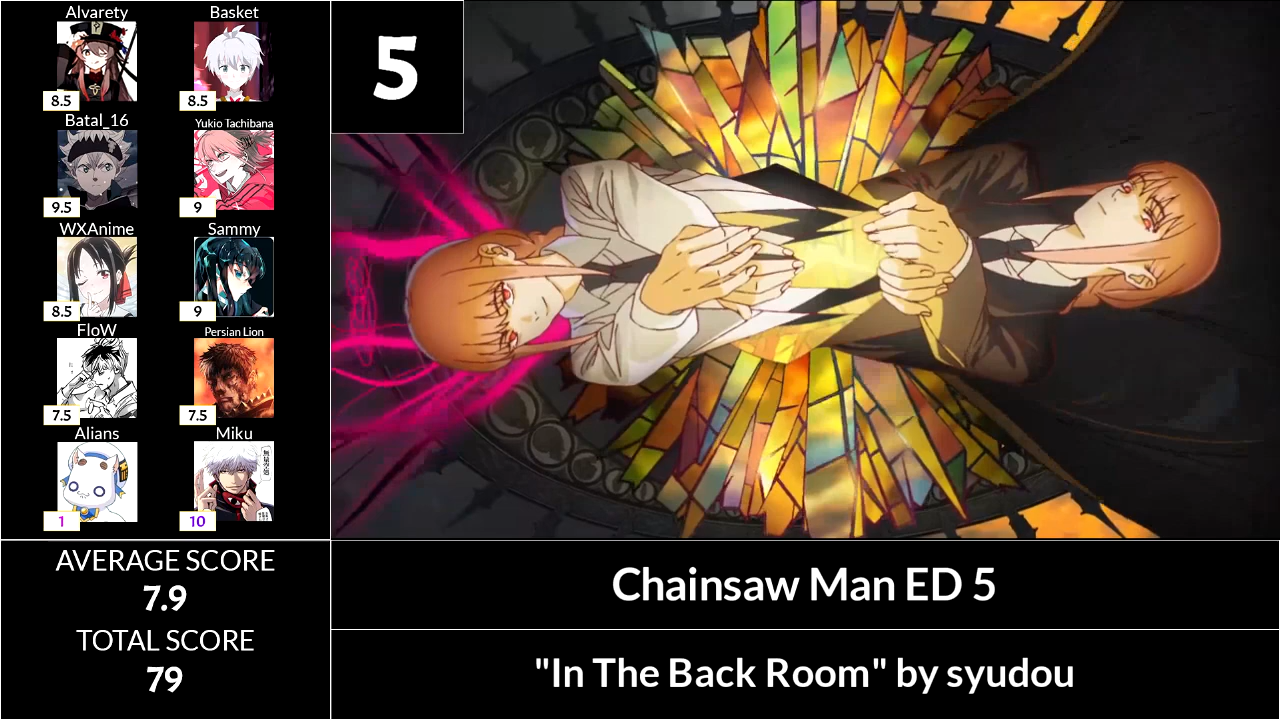 Alvarety
Basket
8.5
8.5
Batal_16
Yukio Tachibana
9.5
9
WXAnime
Sammy
8.5
9
FloW
Persian Lion
7.5
7.5
Alians
Miku
1
10
AVERAGE SCORE
7.9
TOTAL SCORE
79
5
Chainsaw Man ED 5
"In The Back Room" by syudou